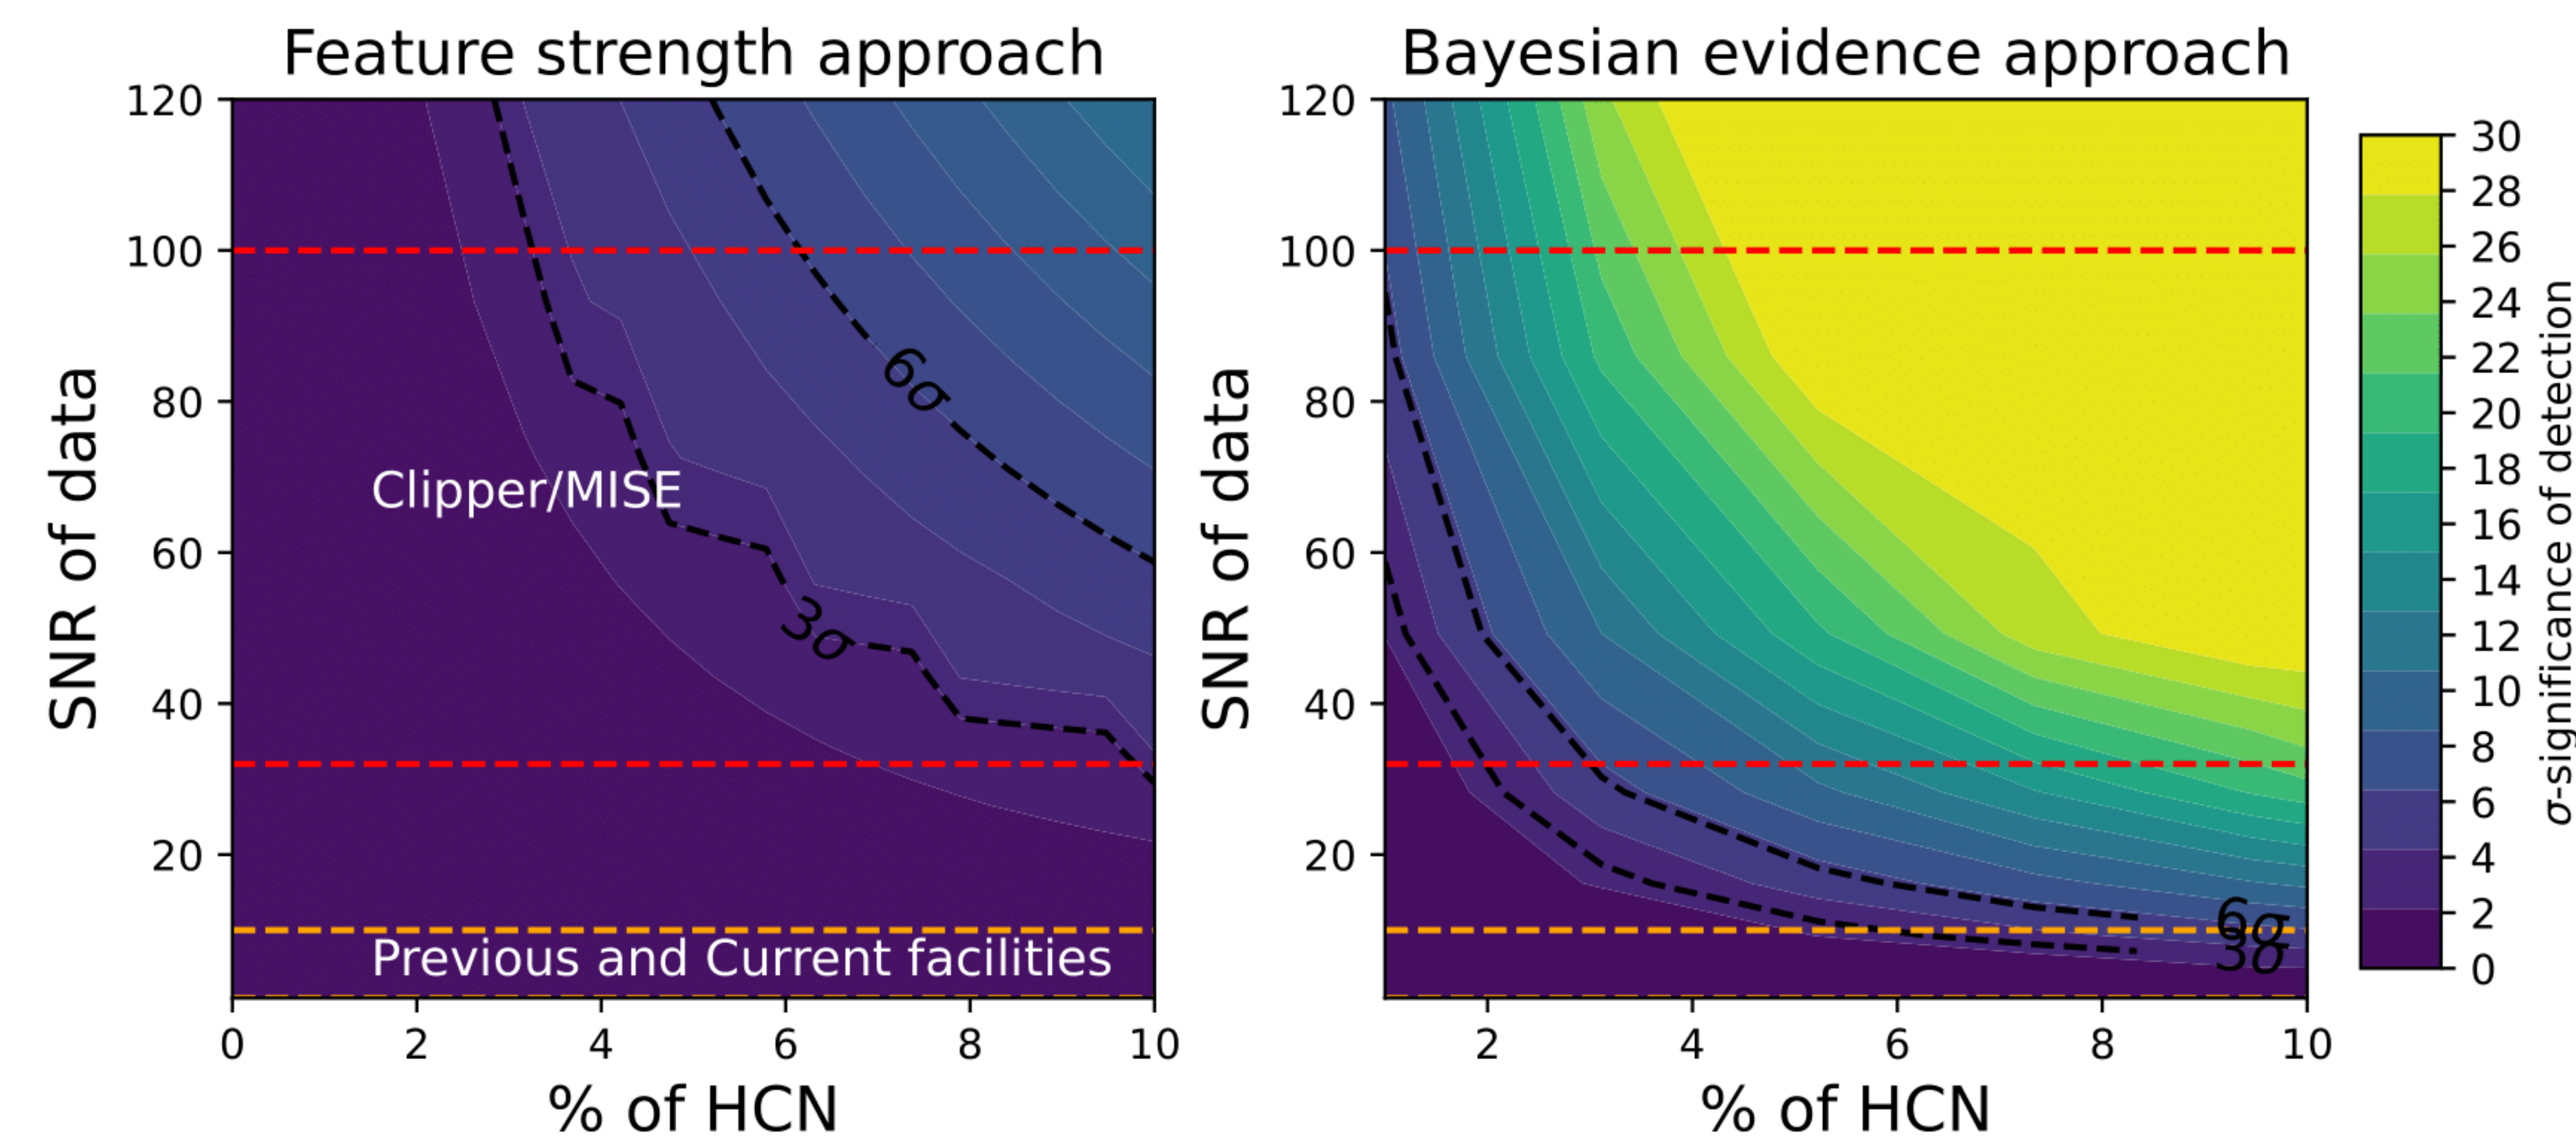 Feature strength approach
120
100
80
60
40
20
SNR of data
6σ
3σ
Clipper/MISE
Previous and Current facilities
0 2 4 6 8 10
% of HCN
Bayesian evidence approach
120
100
80
60
40
20
SNR of data
6σ
3σ
2 4 6 8 10
% of HCN
30
28
26
24
22
20
18
16
14
12
10
8
6
4
2
0
σ-significance of detection